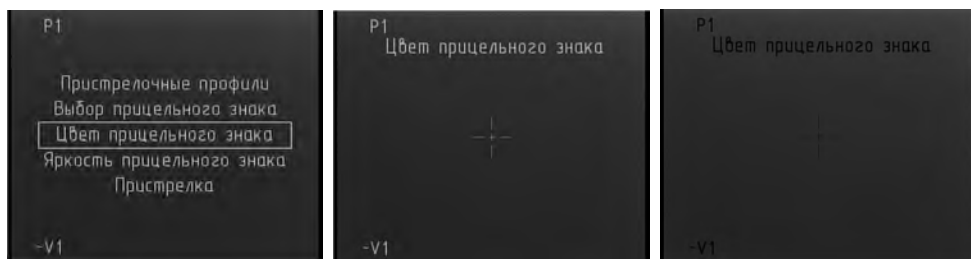 P1
Пристрелочные профили
Выбор прицельного знака
Цвет прицельного знака
Яркость прицельного знака
Пристрелка
-V1
P1
Цвет прицельного знака
-V1
P1
Цвет прицельного знака
-V1